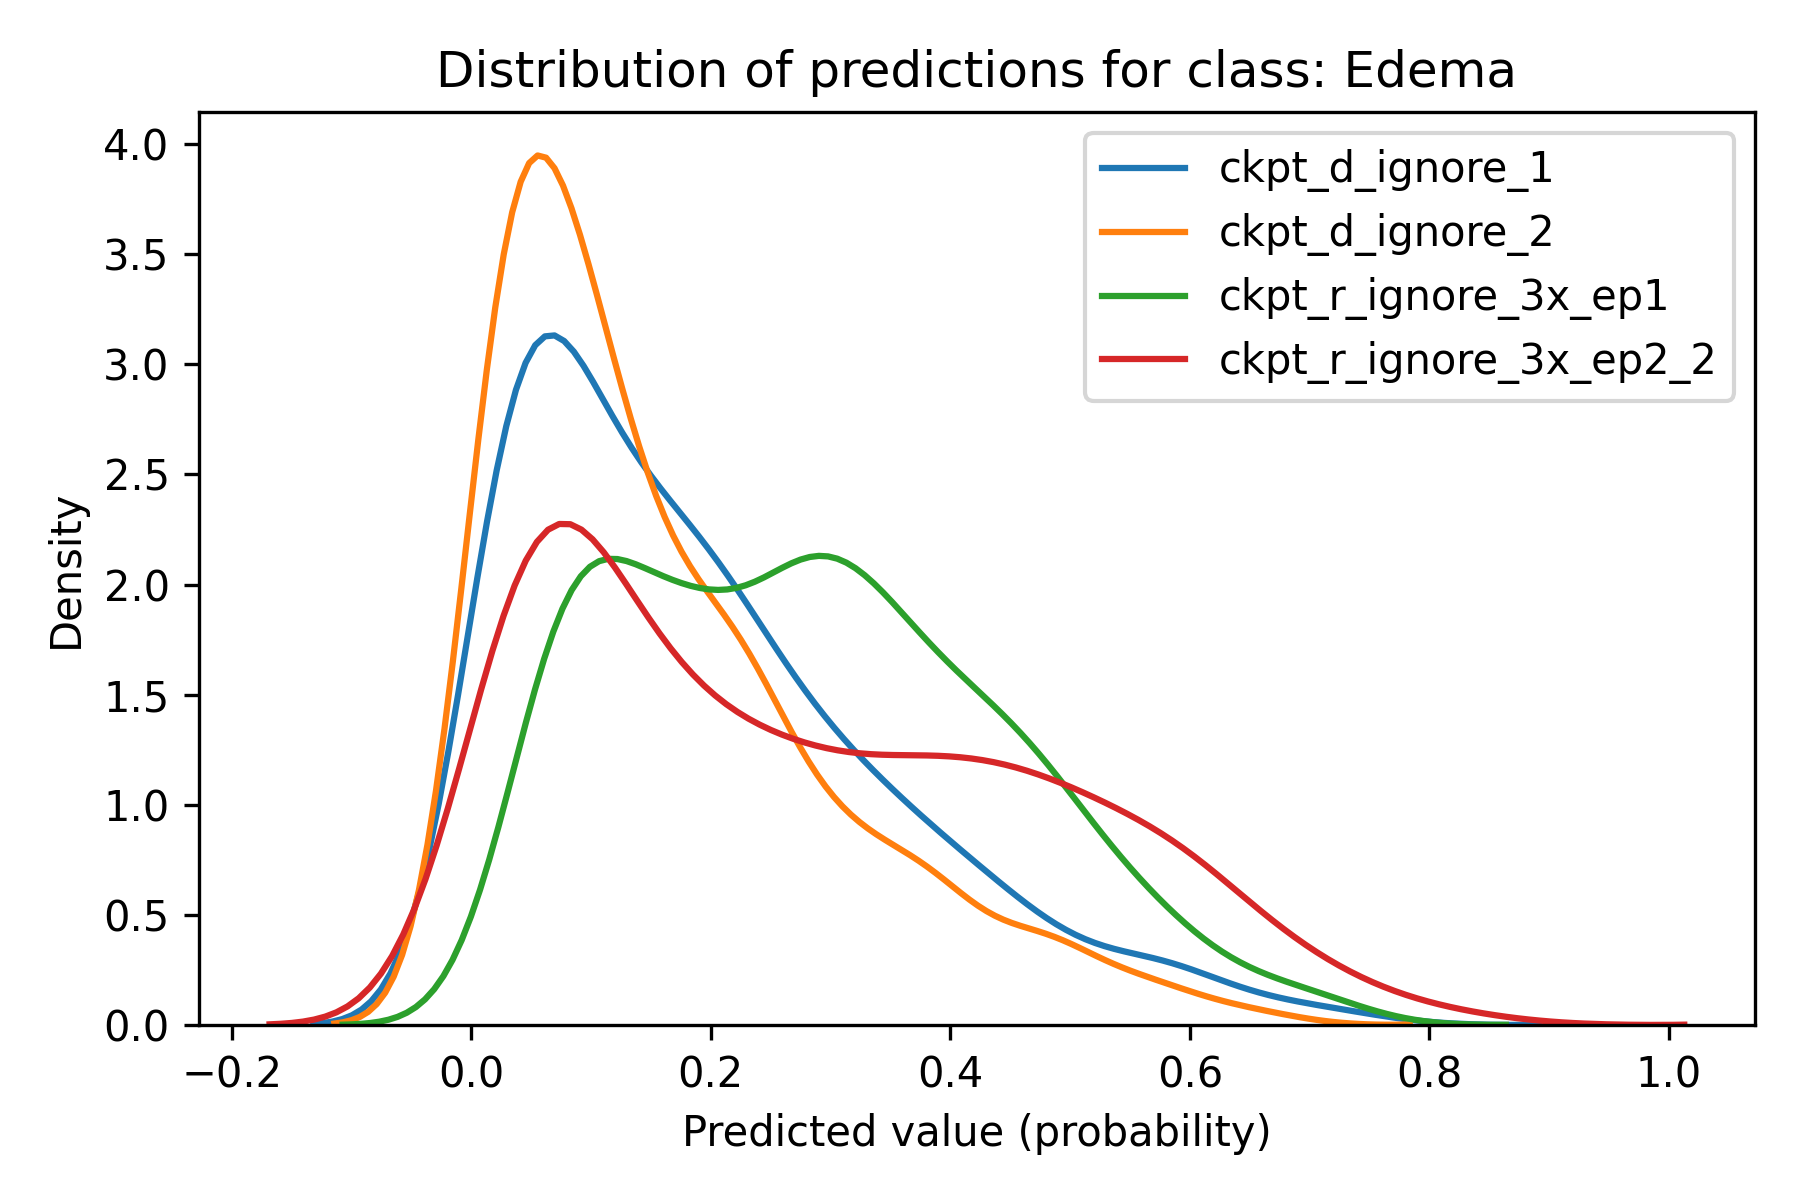 Distribution of predictions for class: Edema
ckpt_d_ignore_1
ckpt_d_ignore_2
ckpt_r_ignore_3x_ep1
ckpt_r_ignore_3x_ep2_2
Density
4.0
3.5
3.0
2.5
2.0
1.5
1.0
0.5
0.0
−0.2 0.0 0.2 0.4 0.6 0.8 1.0
Predicted value (probability)